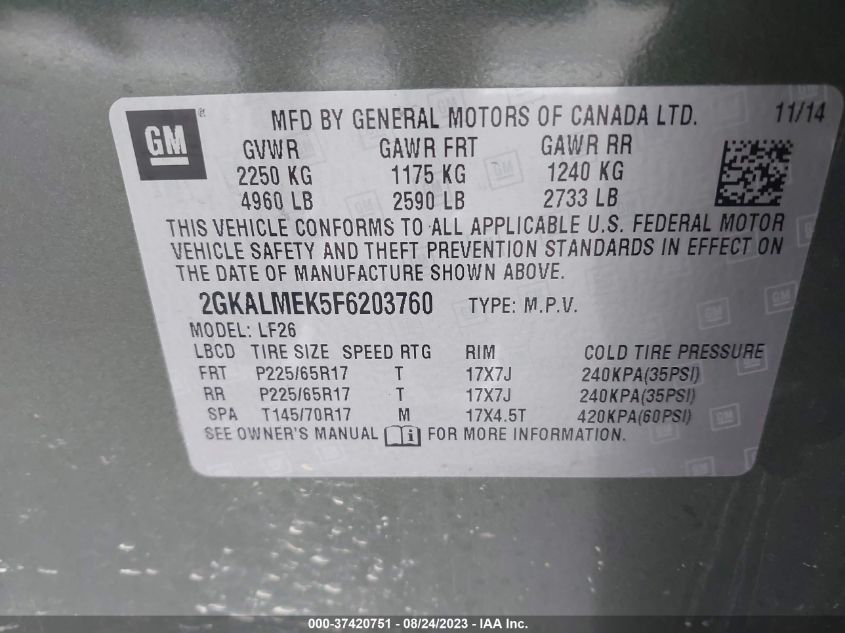 GM ®
MFD BY GENERAL MOTORS OF CANADA LTD. 11/14
GVWR GAWR FRT GAWR RR
2250 KG 1175 KG 1240 KG
4960 LB 2590 LB 2733 LB
THIS VEHICLE CONFORMS TO ALL APPLICABLE U.S. FEDERAL MOTOR
VEHICLE SAFETY AND THEFT PREVENTION STANDARDS IN EFFECT ON
THE DATE OF MANUFACTURE SHOWN ABOVE.
2GKALMEK5F6203760 TYPE: M.P.V.
MODEL: LF26
LBCD TIRE SIZE SPEED RTG RIM COLD TIRE PRESSURE
FRT P225/65R17 T 17X7J 240KPA(35PSI)
RR P225/65R17 T 17X7J 240KPA(35PSI)
SPA T145/70R17 M 17X4.5T 420KPA(60PSI)
SEE OWNER'S MANUAL FOR MORE INFORMATION.
000-37420751 - 08/24/2023 - IAA Inc.